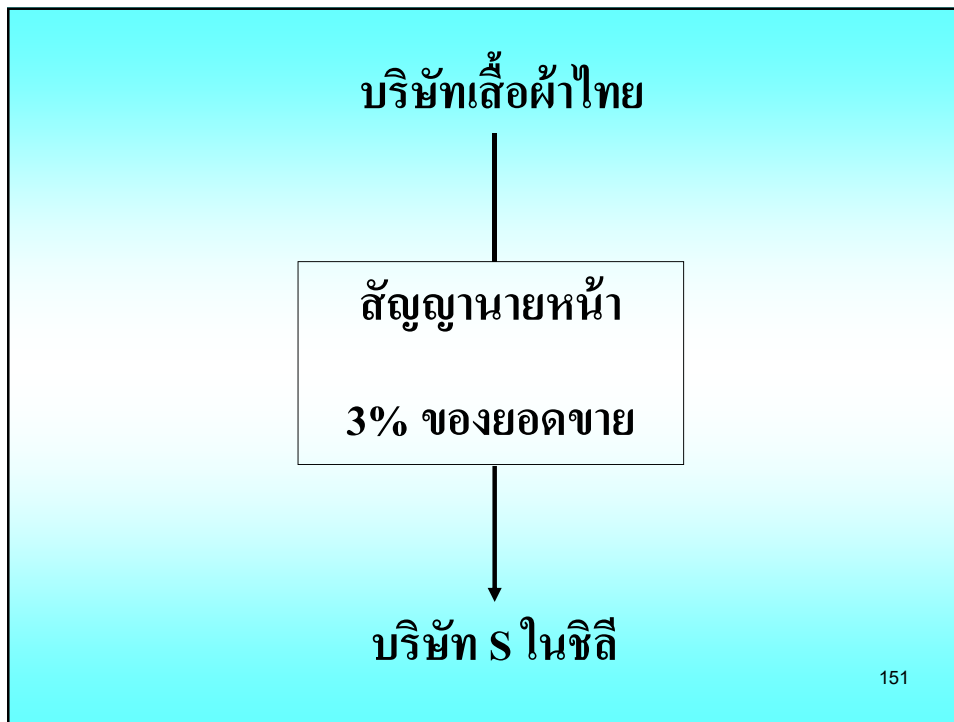 บริษัทเสื้อผ้าไทย
สัญญานายหน้า
3% ของยอดขาย
บริษัท S ในชิลี
151